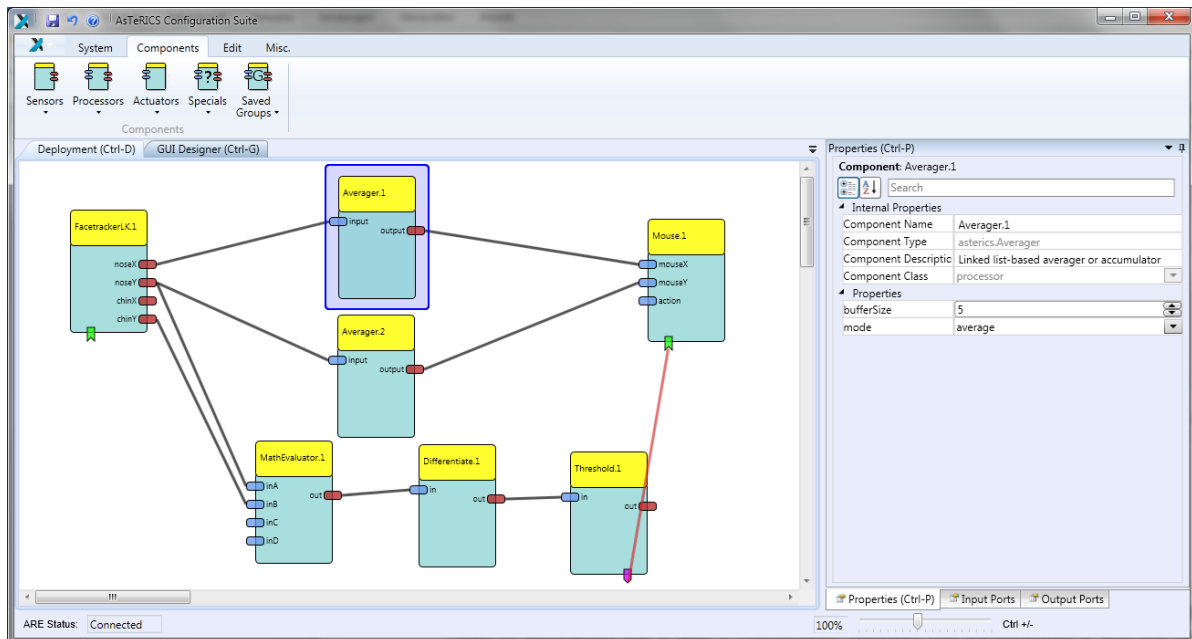 AsTeRICS Configuration Suite
System Components Edit Misc.
Sensors Processors Actuators Specials Saved Groups
Components
Deployment (Ctrl-D) GUI Designer (Ctrl-G)
FacetrackerLK.1
noseX
noseY
chinX
chinY
Averager.1
input
output
Averager.2
input
output
Mouse.1
mouseX
mouseY
action
MathEvaluator.1
inA
out
inB
inC
inD
Differentiate.1
in
out
Threshold.1
in
out
Properties (Ctrl-P)
Component: Averager.1
Search
Internal Properties
Component Name Averager.1
Component Type asterics.Averager
Component Descriptic Linked list-based averager or accumulator
Component Class processor
Properties
bufferSize 5
mode average
Properties (Ctrl-P) Input Ports Output Ports
ARE Status: Connected
100% Ctrl +/-